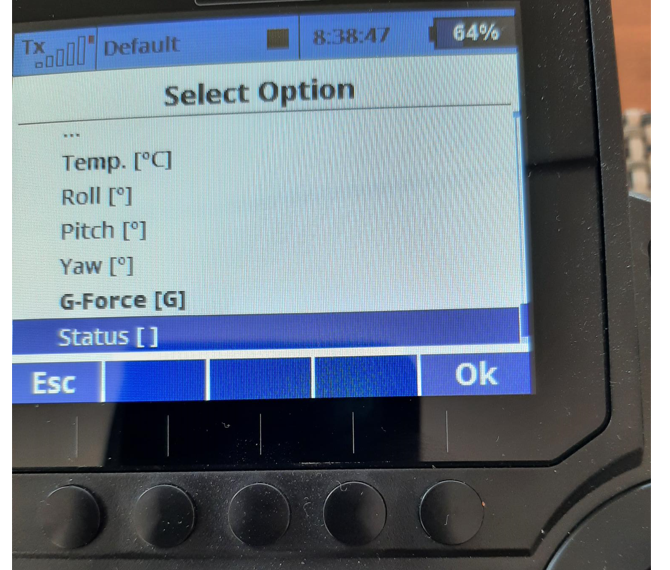 Tx Default 8:38:47 64%
Select Option
...
Temp. [°C]
Roll [°]
Pitch [°]
Yaw [°]
G-Force [G]
Status [ ]
Esc Ok